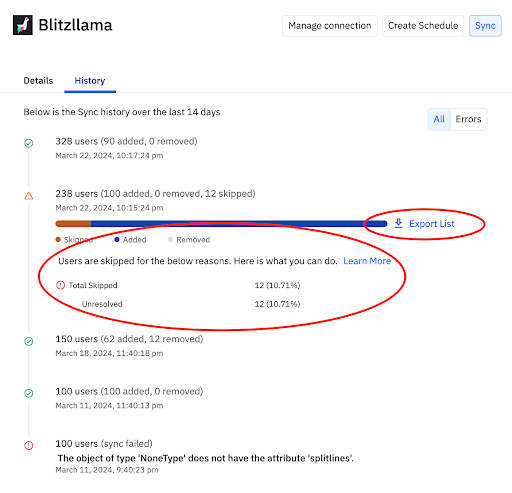 Blitzllama
Manage connection
Create Schedule
Sync
Details
History
Below is the Sync history over the last 14 days
All
Errors
328 users (90 added, 0 removed)
March 22, 2024, 10:17:24 pm
238 users (100 added, 0 removed, 12 skipped)
March 22, 2024, 10:15:24 pm
Export List
Skipped
Added
Removed
Users are skipped for the below reasons. Here is what you can do. Learn More
Total Skipped 12 (10.71%)
Unresolved 12 (10.71%)
150 users (62 added, 12 removed)
March 18, 2024, 11:40:18 pm
100 users (100 added, 0 removed)
March 11, 2024, 11:40:13 pm
100 users (sync failed)
The object of type 'NoneType' does not have the attribute 'splitlines'.
March 11, 2024, 9:40:23 pm